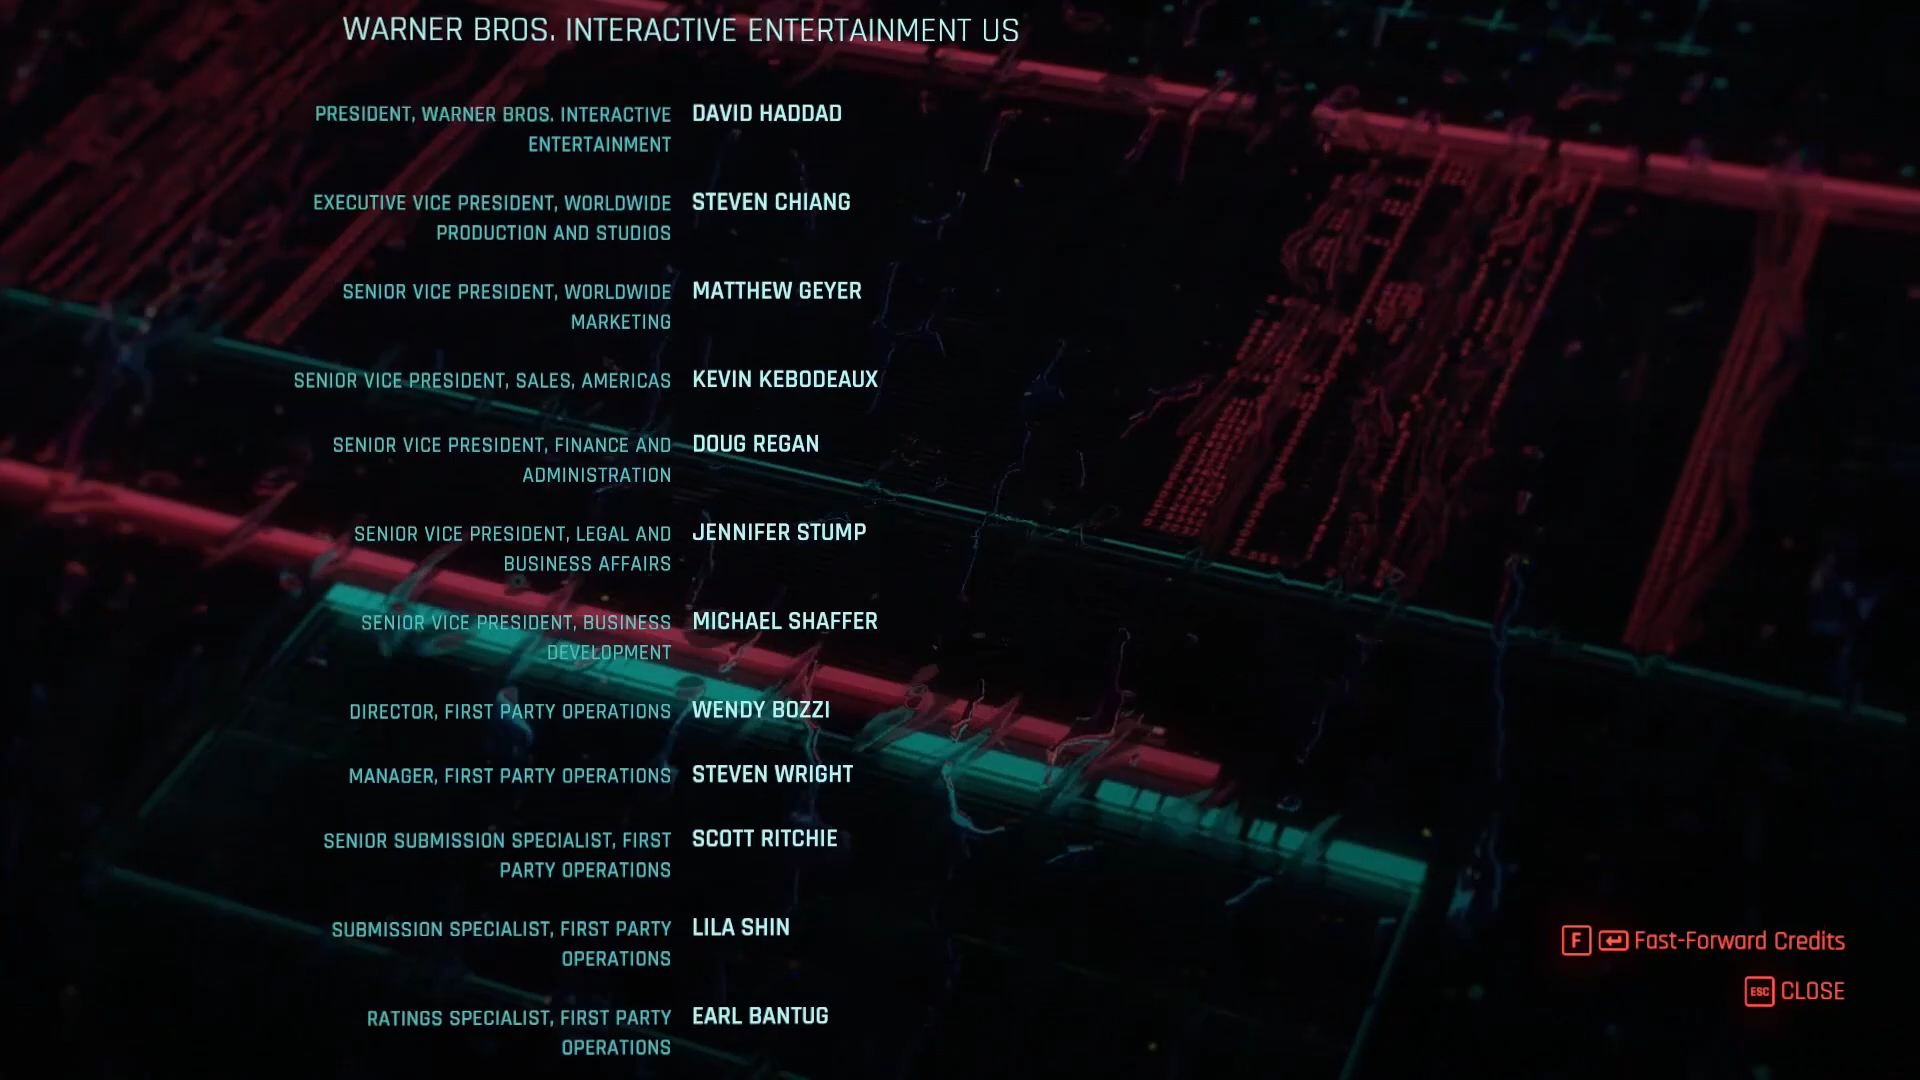 WARNER BROS. INTERACTIVE ENTERTAINMENT US
PRESIDENT, WARNER BROS. INTERACTIVE DAVID HADDAD
ENTERTAINMENT
EXECUTIVE VICE PRESIDENT, WORLDWIDE STEVEN CHIANG
PRODUCTION AND STUDIOS
SENIOR VICE PRESIDENT, WORLDWIDE MATTHEW GEYER
MARKETING
SENIOR VICE PRESIDENT, SALES, AMERICAS KEVIN KEBODEAUX
SENIOR VICE PRESIDENT, FINANCE AND DOUG REGAN
ADMINISTRATION
SENIOR VICE PRESIDENT, LEGAL AND JENNIFER STUMP
BUSINESS AFFAIRS
SENIOR VICE PRESIDENT, BUSINESS MICHAEL SHAFFER
DEVELOPMENT
DIRECTOR, FIRST PARTY OPERATIONS WENDY BOZZI
MANAGER, FIRST PARTY OPERATIONS STEVEN WRIGHT
SENIOR SUBMISSION SPECIALIST, FIRST SCOTT RITCHIE
PARTY OPERATIONS
SUBMISSION SPECIALIST, FIRST PARTY LILA SHIN
OPERATIONS
RATINGS SPECIALIST, FIRST PARTY EARL BANTUG
OPERATIONS
F Fast-Forward Credits
ESC CLOSE